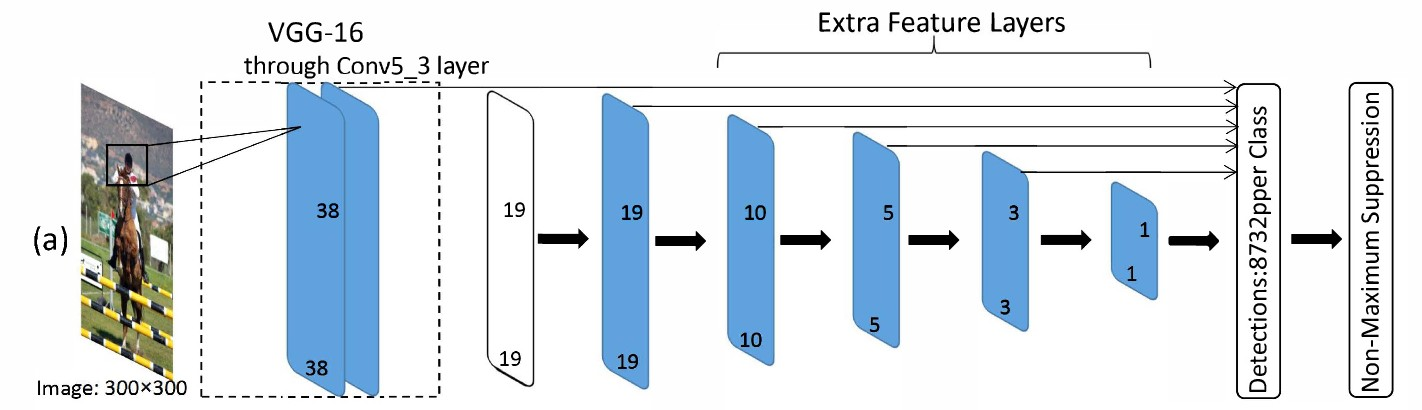 VGG-16
through Conv5_3 layer
Extra Feature Layers
(a)
38
38
19
19
19
19
10
10
5
5
3
3
1
1
Detections:8732pper Class
Non-Maximum Suppression
Image: 300×300